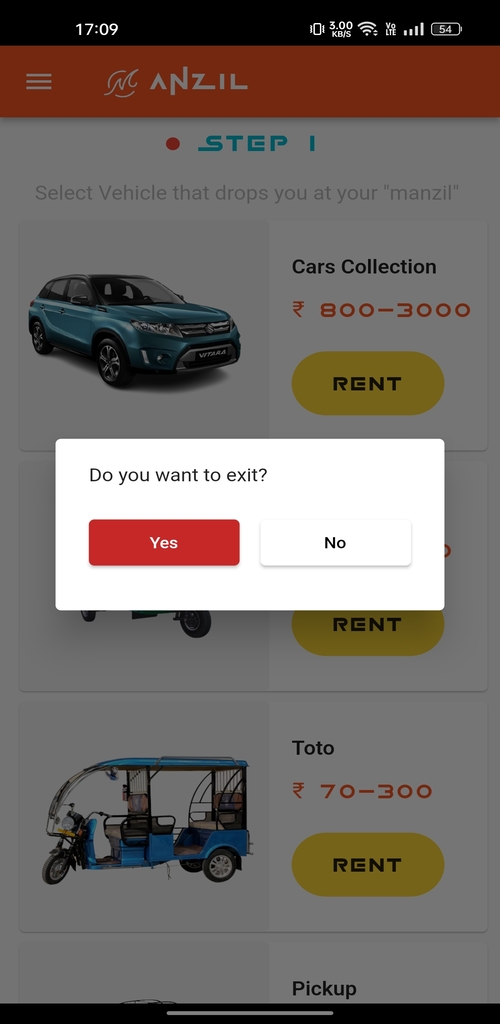 17:09
3.00
KB/S
Vo
LTE
54
ANZIL
STEP 1
Select Vehicle that drops you at your "manzil"
Cars Collection
₹ 800-3000
VITARA
RENT
Do you want to exit?
Yes
No
RENT
Toto
₹ 70-300
RENT
Pickup